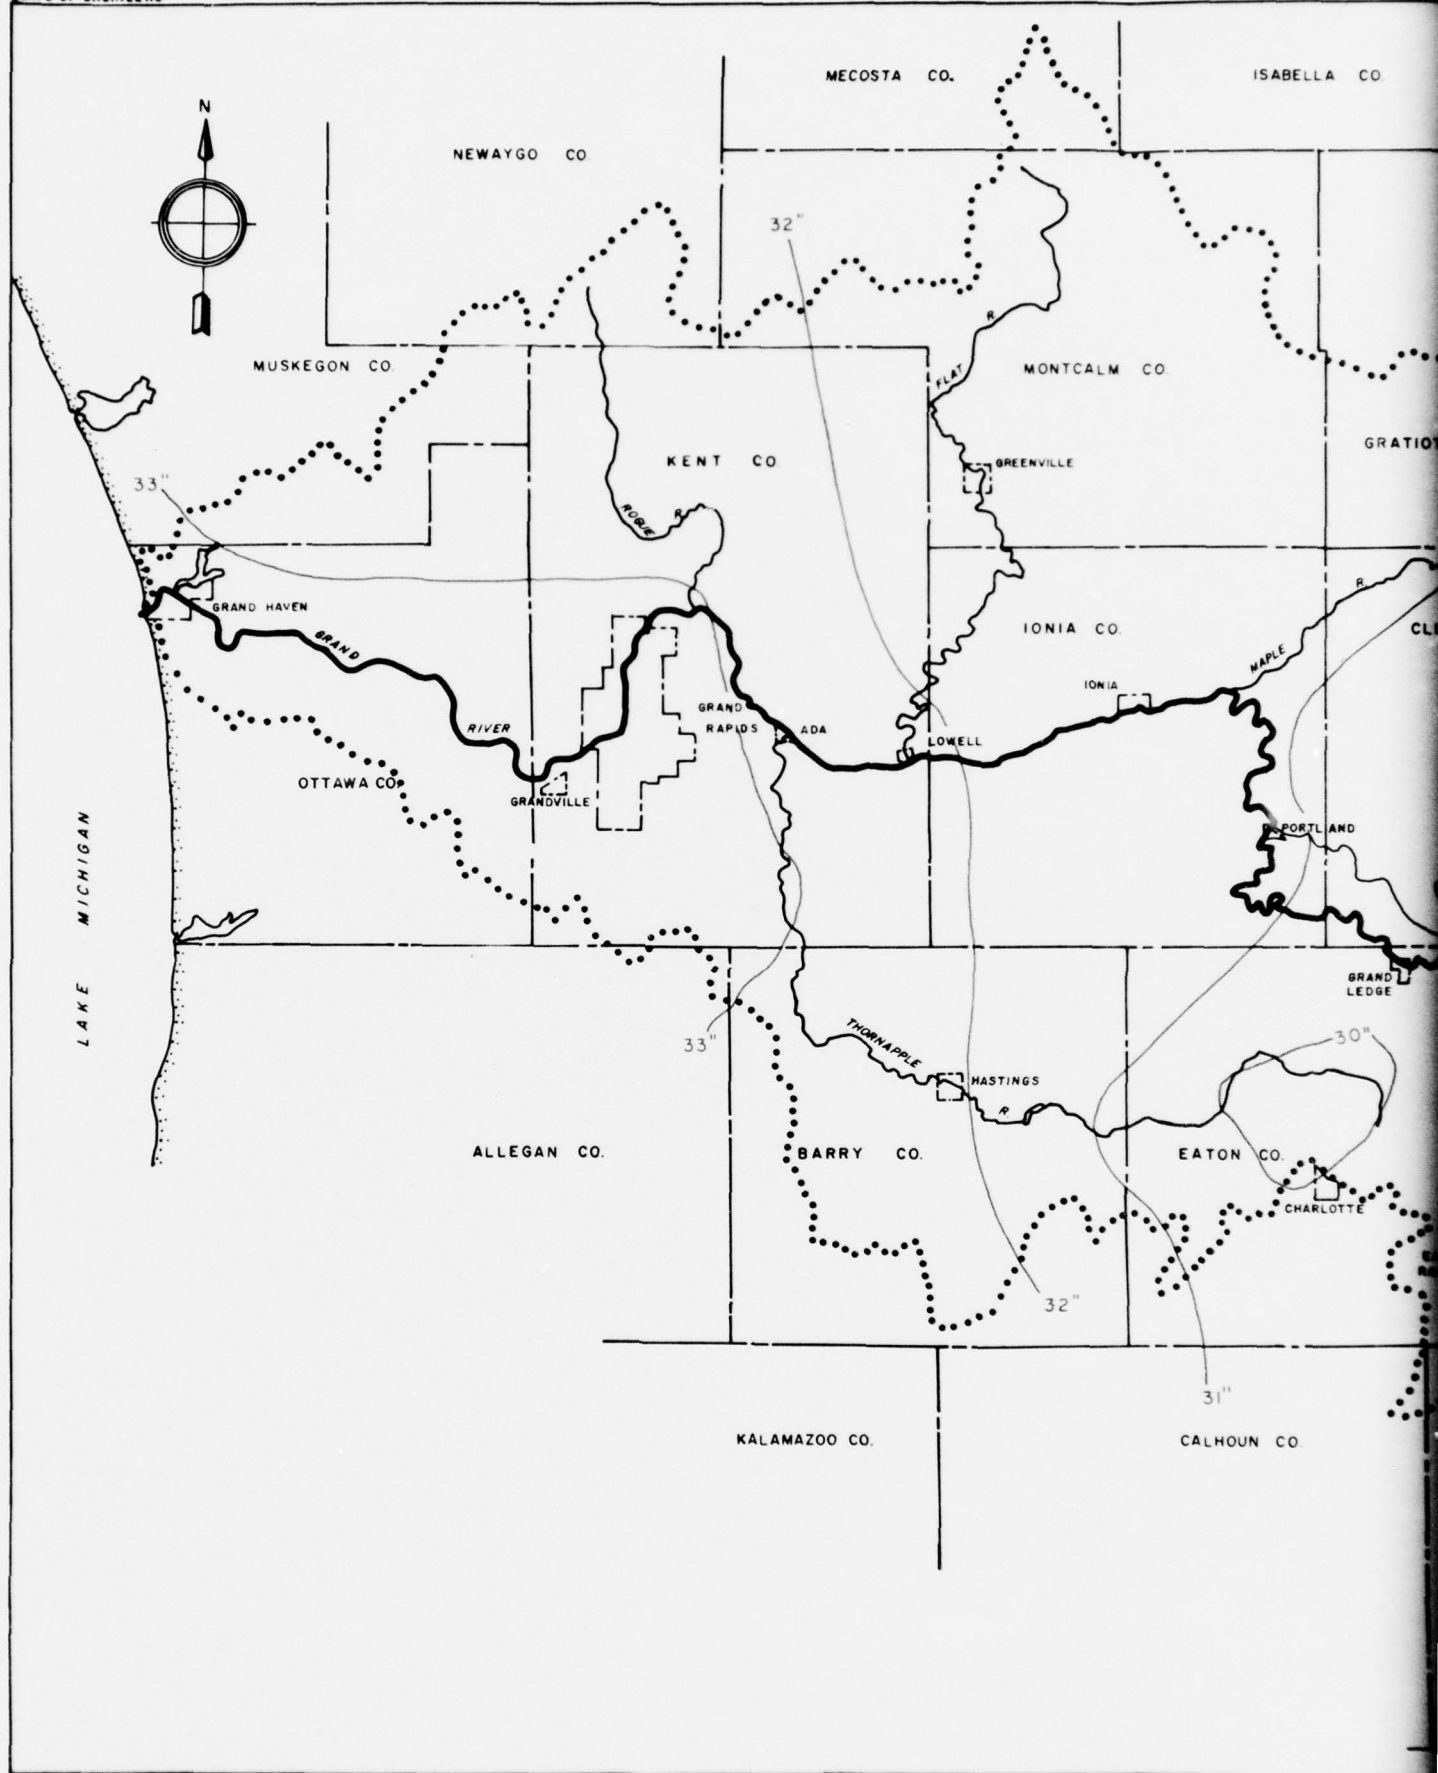 MECOSTA CO.
ISABELLA CO.
N
NEWAYGO CO.
32"
R.
MUSKEGON CO.
FLAT
MONTCALM CO.
GRATIOT
KENT CO.
GREENVILLE
33"
ROGUE R.
R.
GRAND HAVEN
GRAND
IONIA CO.
MAPLE
IONIA
GRAND
RAPIDS
ADA
RIVER
LOWELL
OTTAWA CO.
GRANDVILLE
PORTLAND
LAKE MICHIGAN
GRAND
LEDGE
33"
THORNAPPLE
30"
HASTINGS
R.
ALLEGAN CO.
BARRY CO.
EATON CO.
CHARLOTTE
32"
31"
KALAMAZOO CO.
CALHOUN CO.